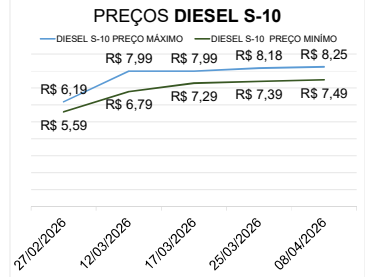 PREÇOS DIESEL S-10
DIESEL S-10 PREÇO MÁXIMO DIESEL S-10 PREÇO MINÍMO
R$ 7,99 R$ 7,99 R$ 8,18 R$ 8,25
R$ 6,19
R$ 5,59 R$ 6,79 R$ 7,29 R$ 7,39 R$ 7,49
27/02/2026 12/03/2026 17/03/2026 25/03/2026 08/04/2026